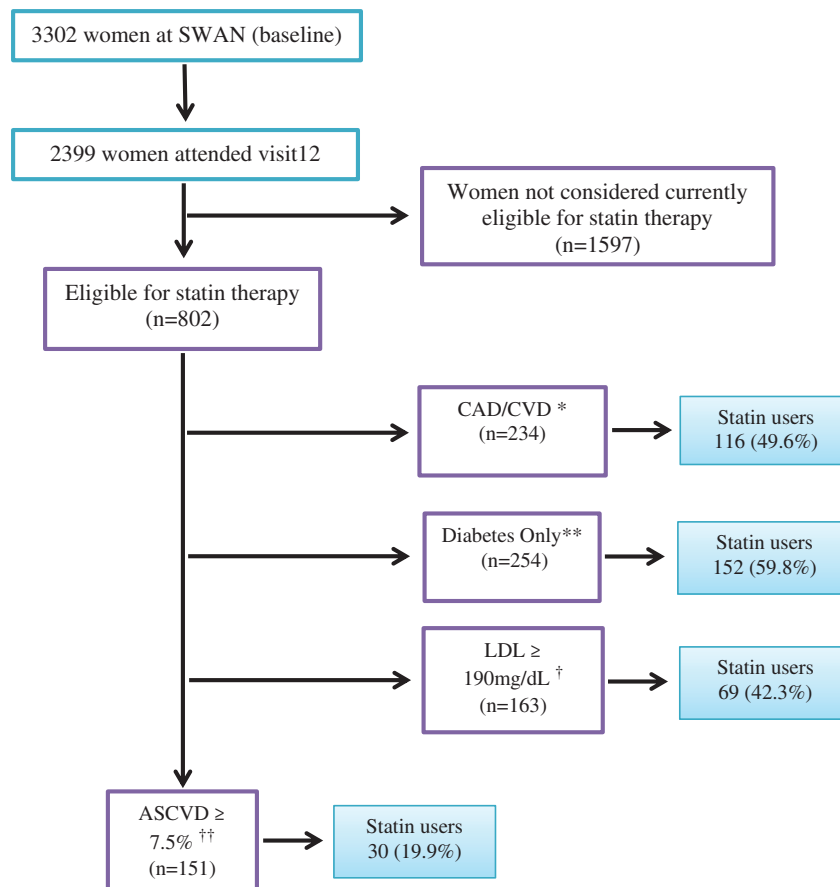 3302 women at SWAN (baseline)
2399 women attended visit12
Women not considered currently
eligible for statin therapy
(n=1597)
Eligible for statin therapy
(n=802)
CAD/CVD *
(n=234)
Statin users
116 (49.6%)
Diabetes Only**
(n=254)
Statin users
152 (59.8%)
LDL ≥
190mg/dL †
(n=163)
Statin users
69 (42.3%)
ASCVD ≥
7.5% ††
(n=151)
Statin users
30 (19.9%)